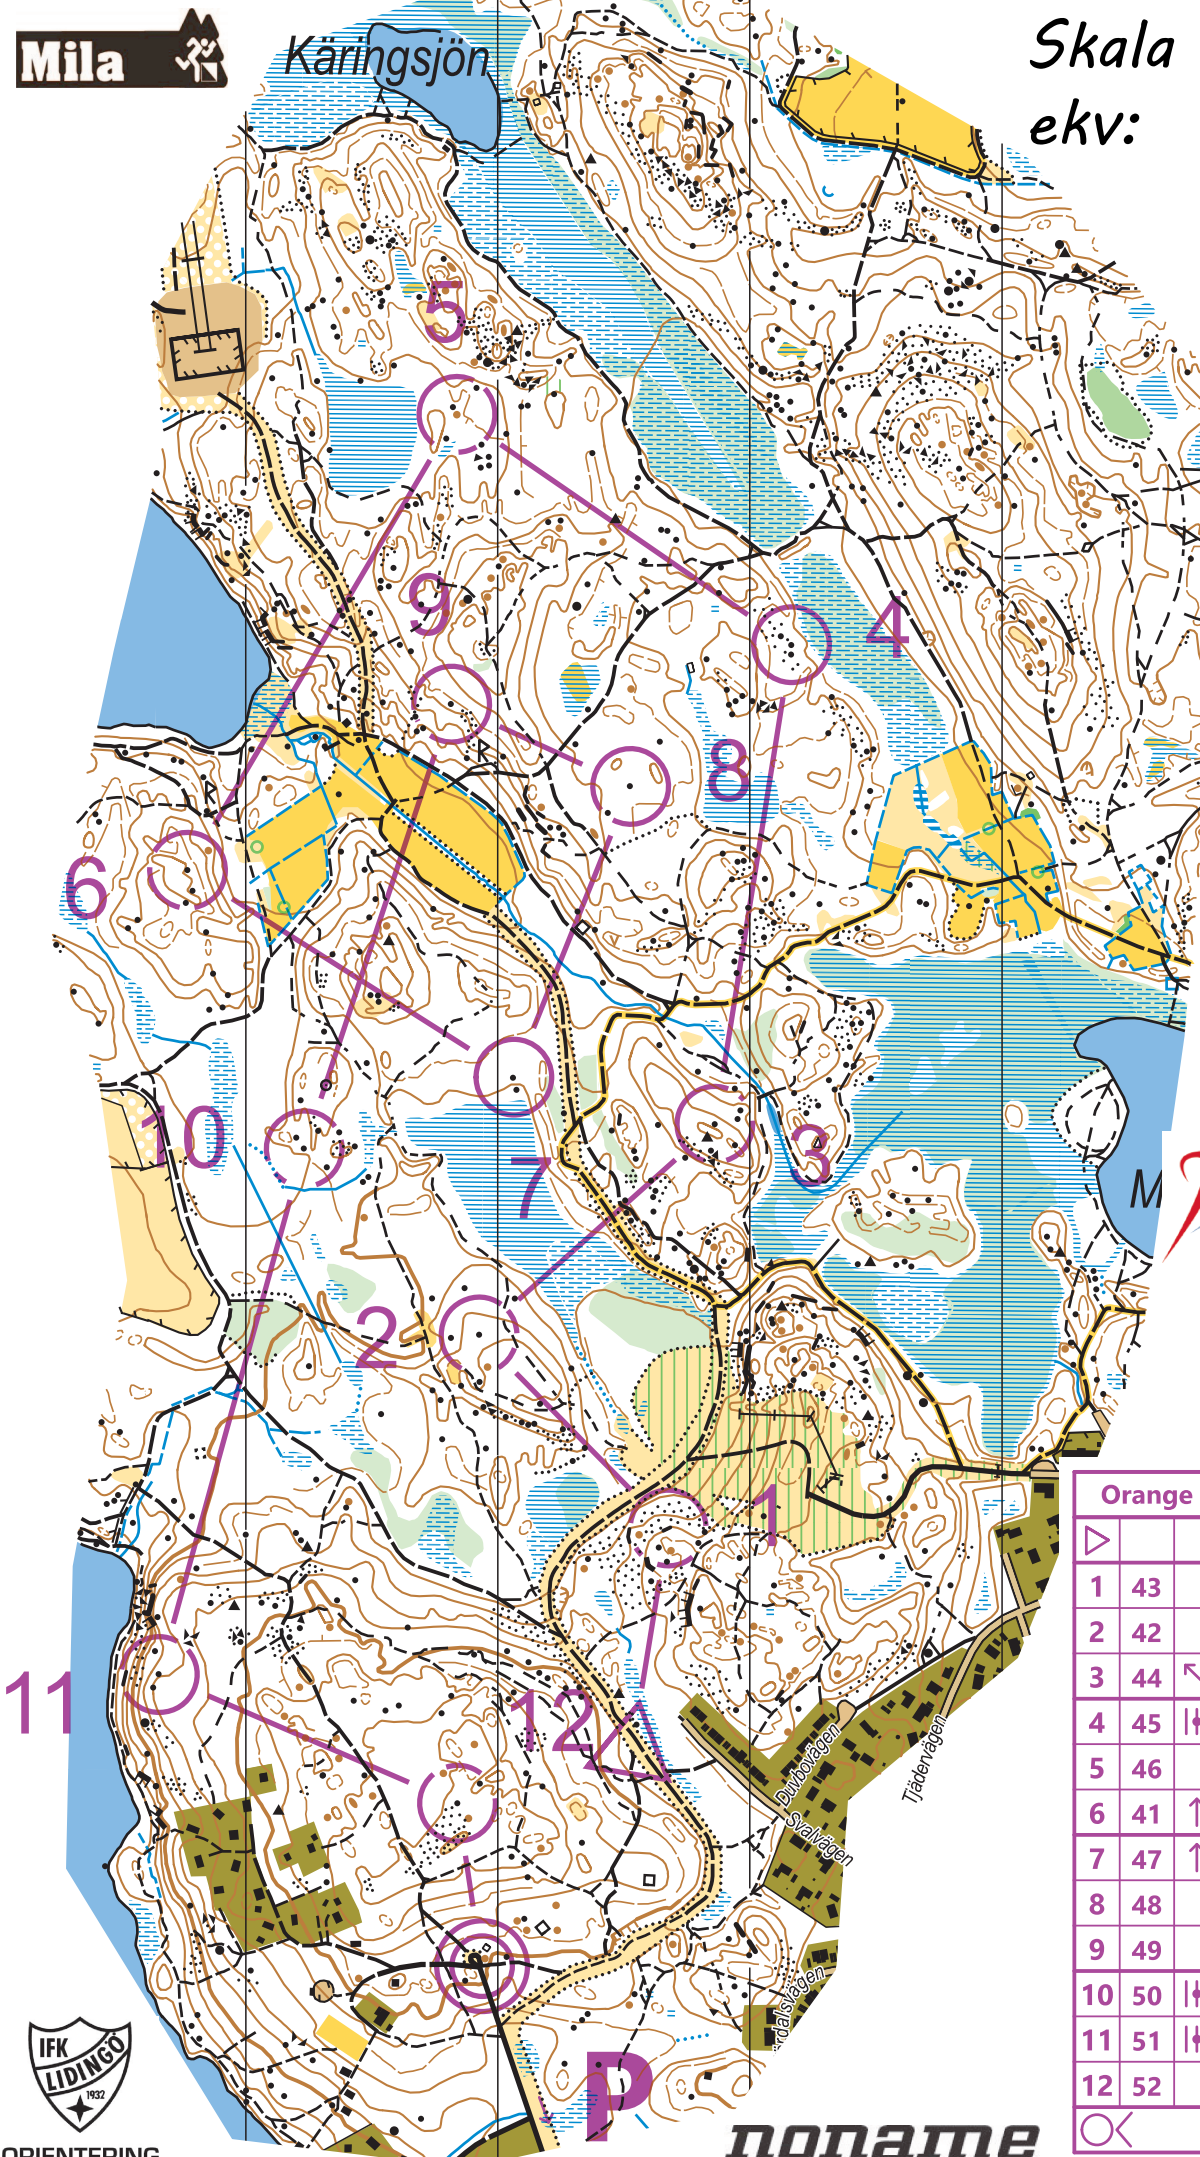 Mila
Käringsjön
Skala
ekv:
5
9
4
8
6
10
3
7
2
1
11
12
M
Duvbovägen
Tjädervägen
Svalvägen
P
IFK
LIDINGÖ
1932
ORIENTERING
noname
Orange
1 43
2 42
3 44
4 45
5 46
6 41
7 47
8 48
9 49
10 50
11 51
12 52